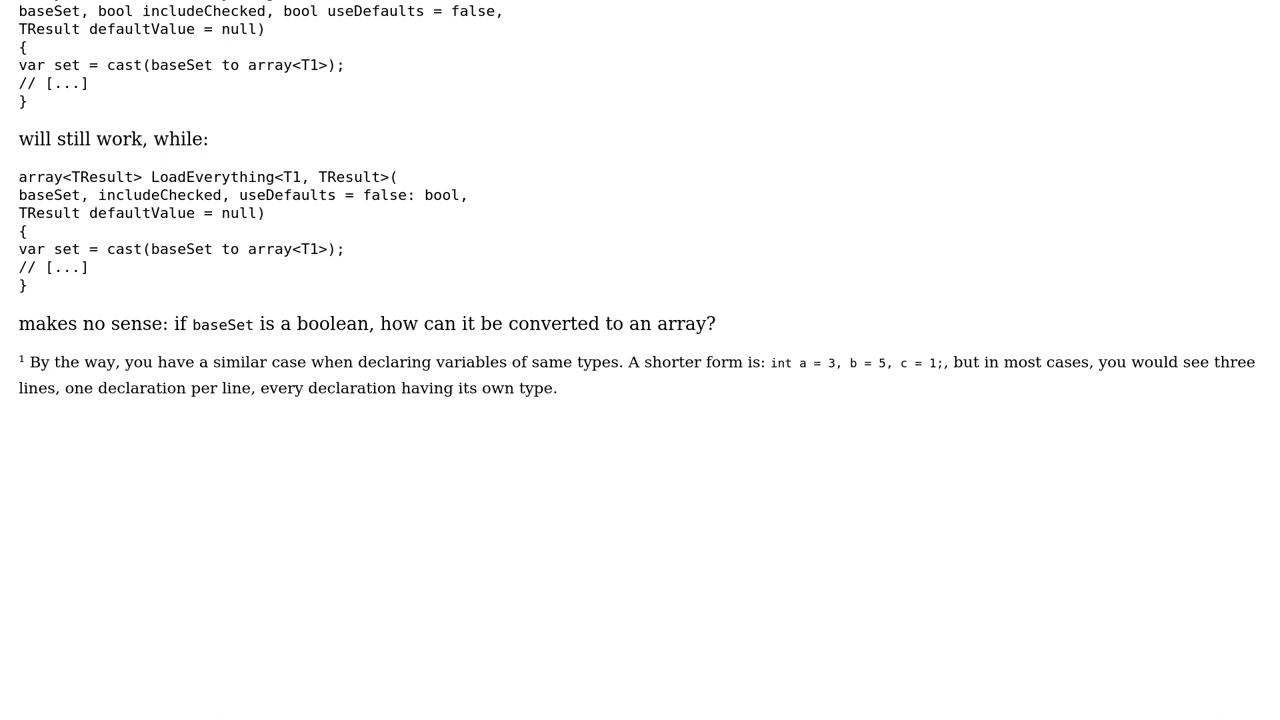 baseSet, bool includeChecked, bool useDefaults = false,
TResult defaultValue = null)
{
var set = cast(baseSet to array<T1>);
// [...]
}
will still work, while:
array<TResult> LoadEverything<T1, TResult>(
baseSet, includeChecked, useDefaults = false: bool,
TResult defaultValue = null)
{
var set = cast(baseSet to array<T1>);
// [...]
}
makes no sense: if baseSet is a boolean, how can it be converted to an array?
¹ By the way, you have a similar case when declaring variables of same types. A shorter form is: int a = 3, b = 5, c = 1;, but in most cases, you would see three
lines, one declaration per line, every declaration having its own type.